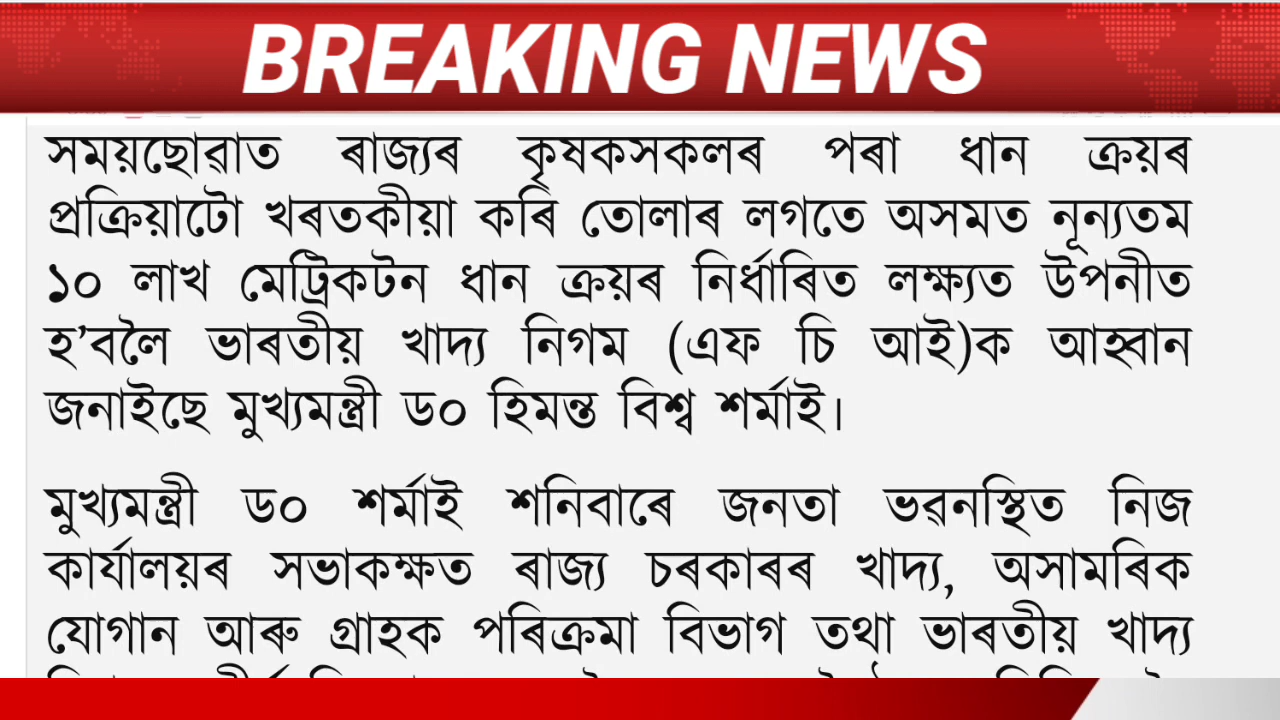 BREAKING NEWS
সময়ছোৱাত ৰাজ্যৰ কৃষকসকলৰ পৰা ধান ক্ৰয়ৰ
প্ৰক্ৰিয়াটো খৰতকীয়া কৰি তোলাৰ লগতে অসমত নূন্যতম
১০ লাখ মেট্ৰিকটন ধান ক্ৰয়ৰ নিৰ্ধাৰিত লক্ষ্যত উপনীত
হ’বলৈ ভাৰতীয় খাদ্য নিগম (এফ চি আই)ক আহ্বান
জনাইছে মুখ্যমন্ত্ৰী ড০ হিমন্ত বিশ্ব শৰ্মাই।
মুখ্যমন্ত্ৰী ড০ শৰ্মাই শনিবাৰে জনতা ভৱনস্থিত নিজ
কাৰ্যালয়ৰ সভাকক্ষত ৰাজ্য চৰকাৰৰ খাদ্য, অসামৰিক
যোগান আৰু গ্ৰাহক পৰিক্ৰমা বিভাগ তথা ভাৰতীয় খাদ্য